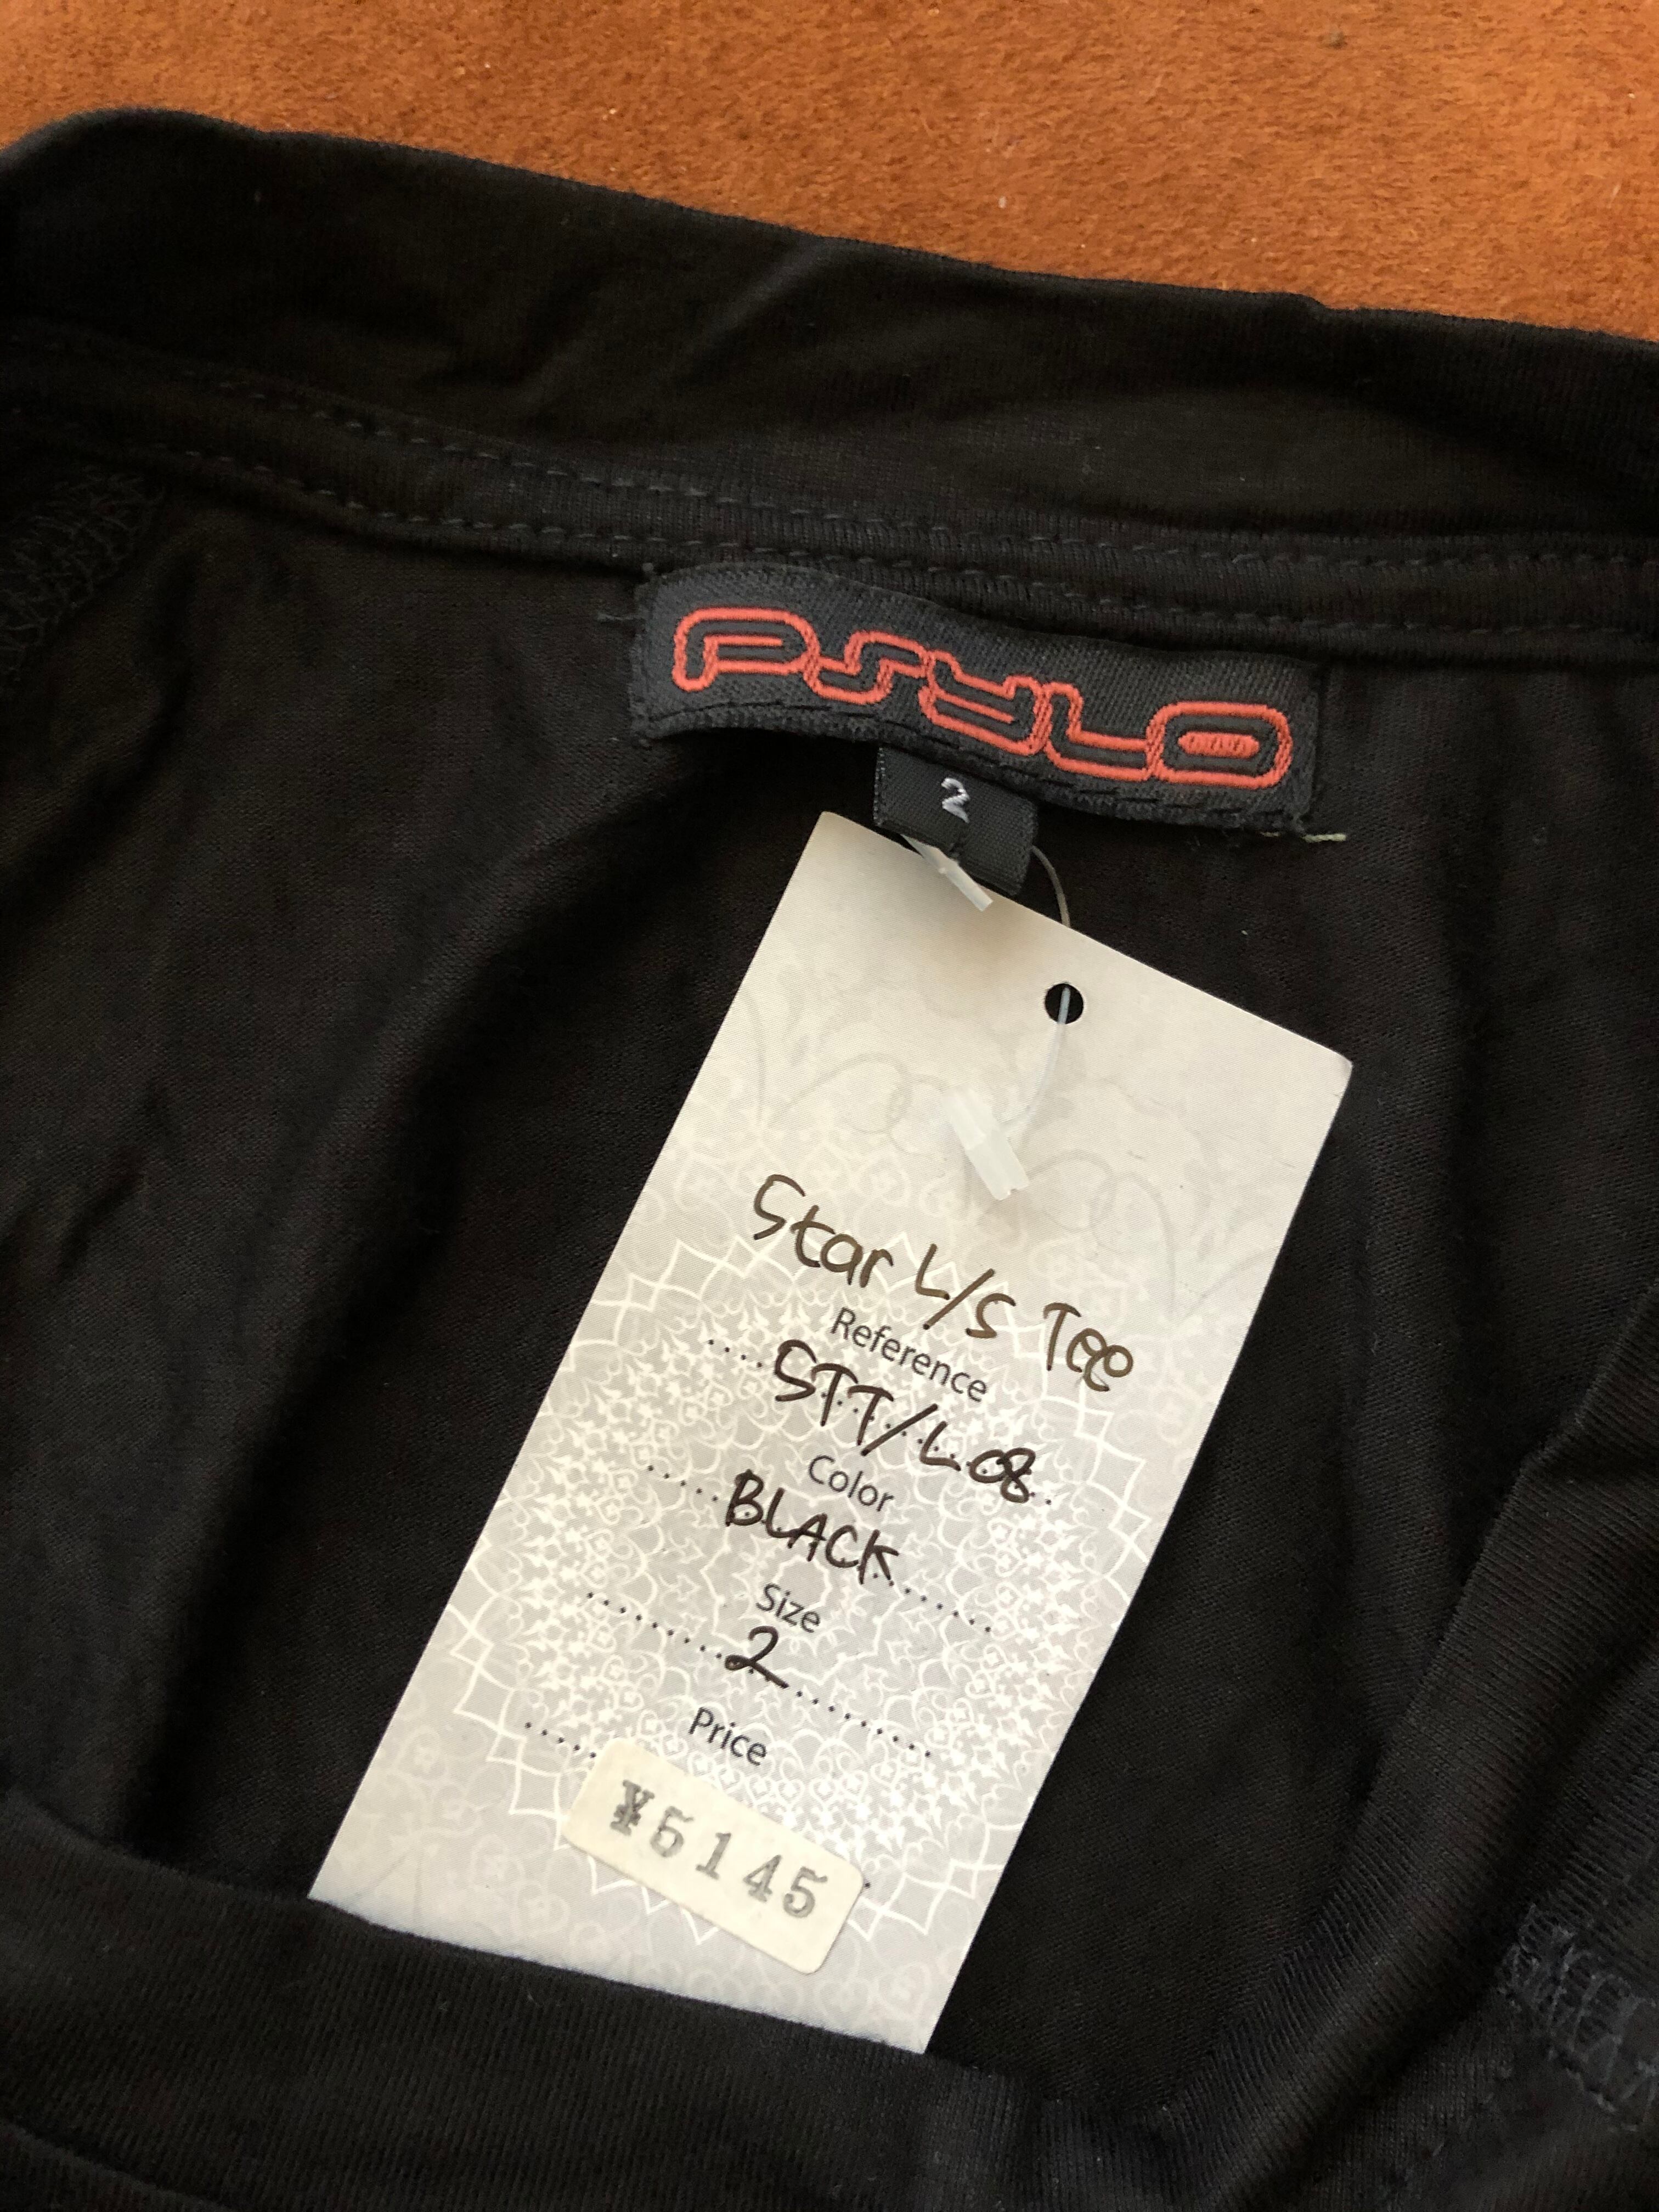 PSYLO
2
Star L/S Tee
Reference
STT/L08
Color
BLACK
Size
2
Price
¥5145